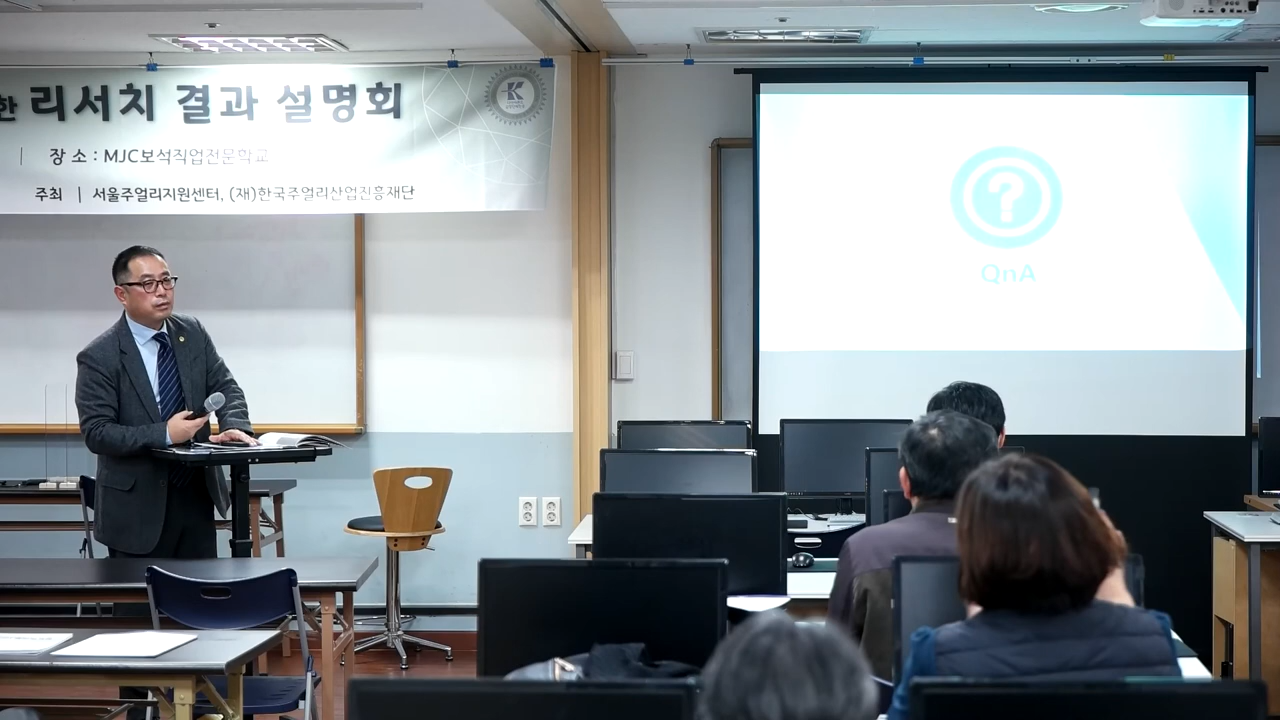 한 리서치 결과 설명회
장 소 : MJC보석직업전문학교
주최 | 서울주얼리지원센터, (재)한국주얼리산업진흥재단
K
?
QnA